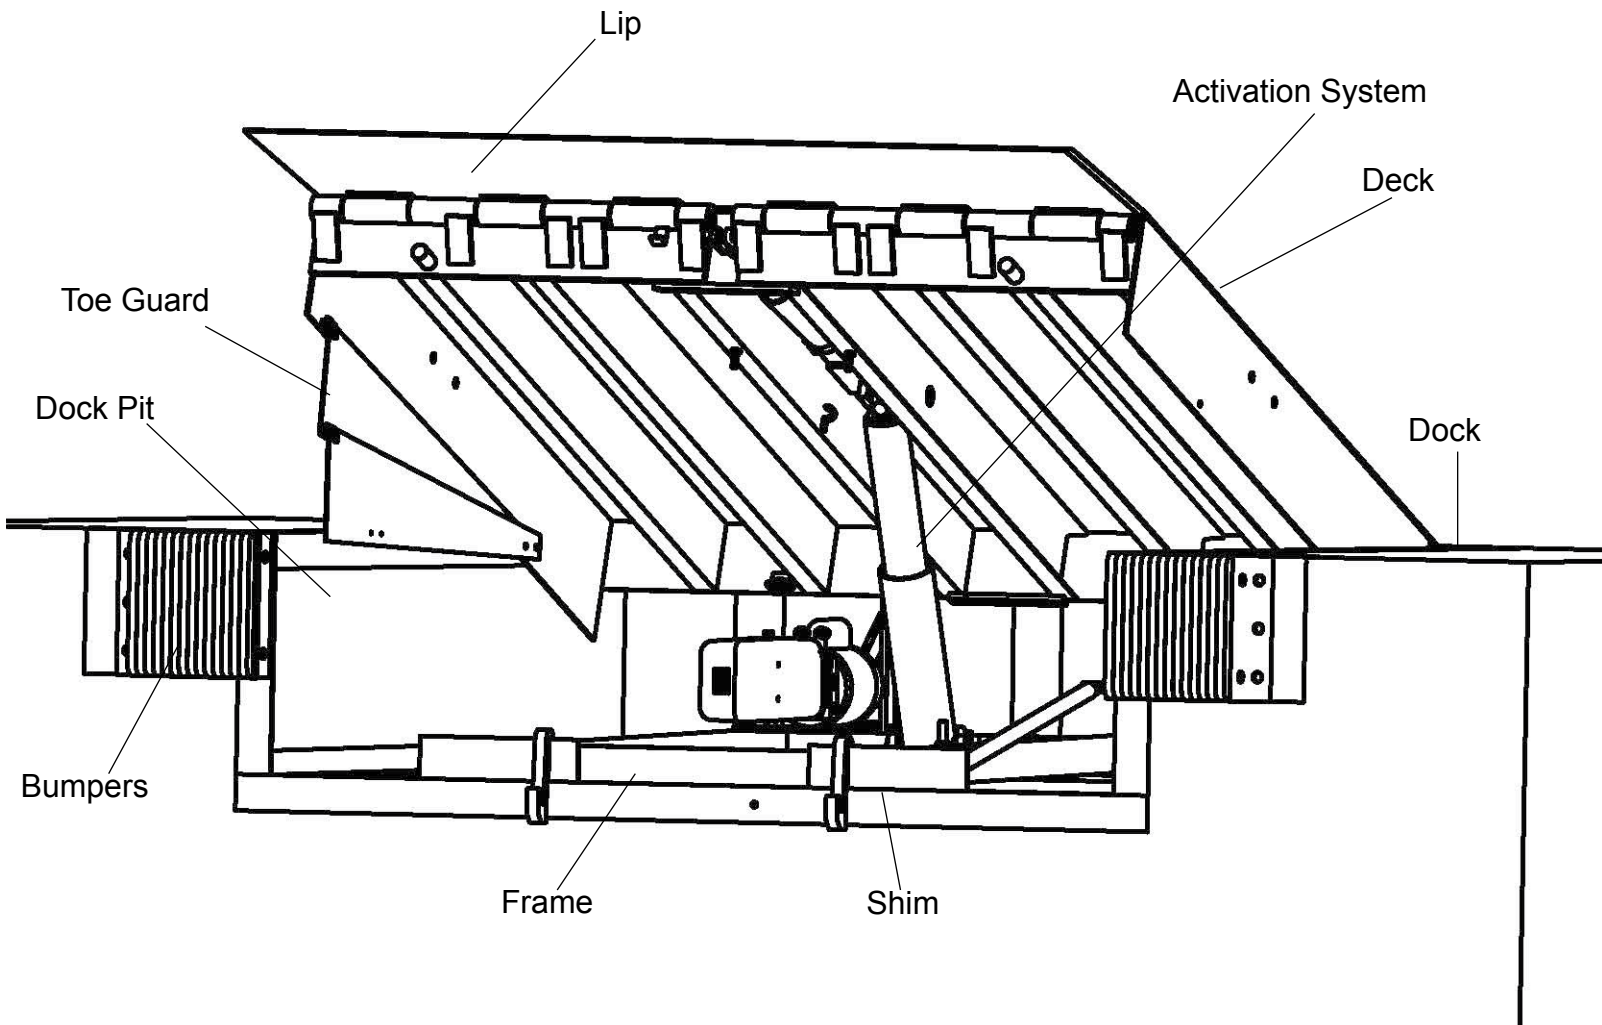 Lip
Activation System
Deck
Toe Guard
Dock Pit
Dock
Bumpers
Frame
Shim